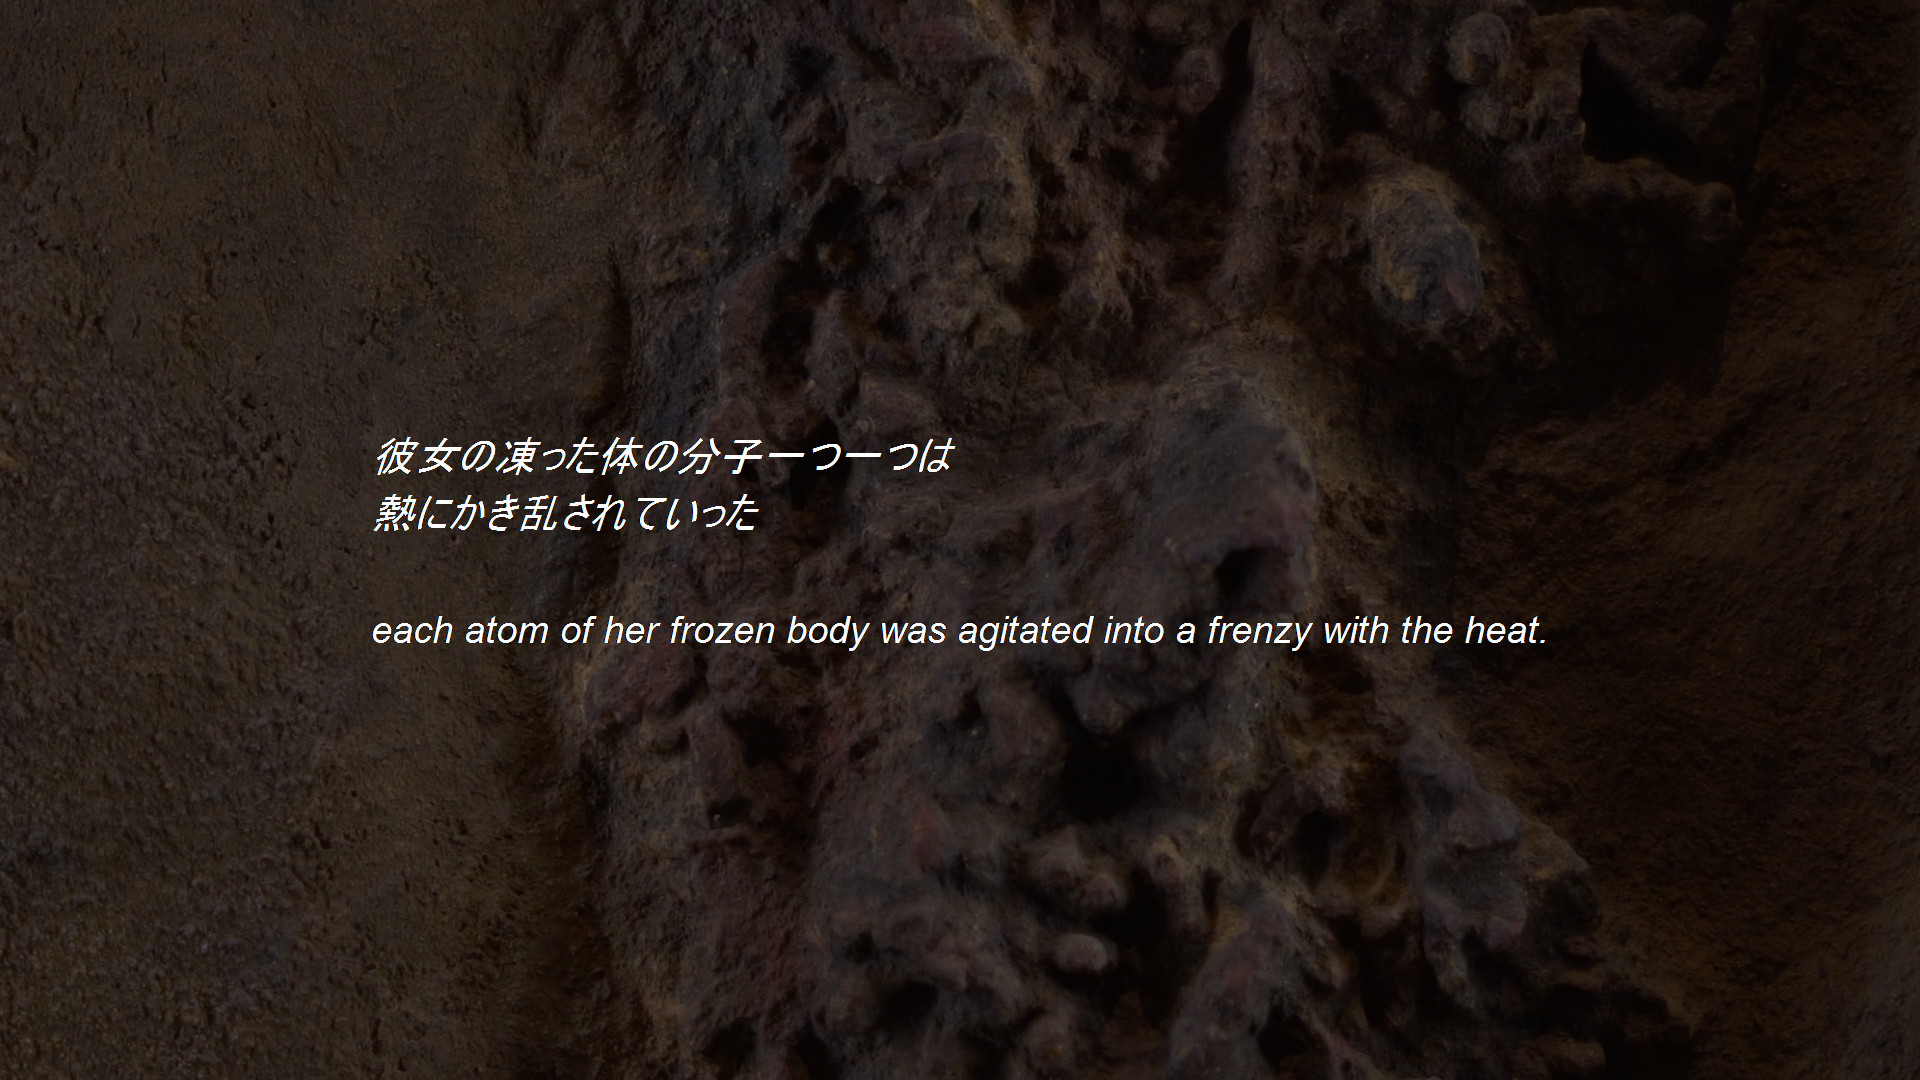 彼女の凍った体の分子一つ一つは
熱にかき乱されていった
each atom of her frozen body was agitated into a frenzy with the heat.